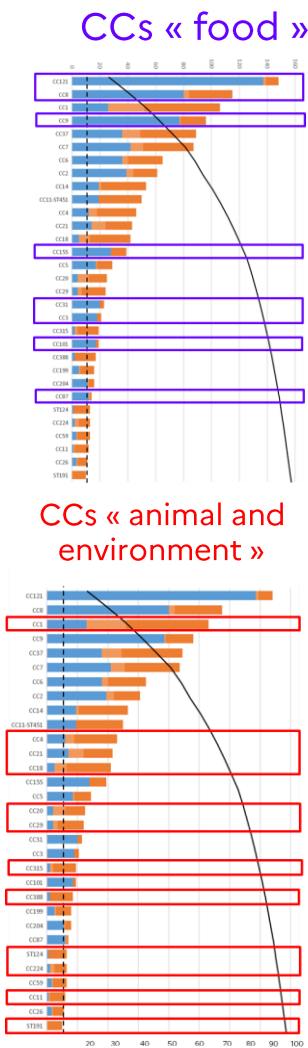 CCs « food »
0 20 40 60 80 100 120 140 160
CC121
CC8
CC1
CC9
CC37
CC7
CC6
CC2
CC14
CC11-ST451
CC4
CC21
CC18
CC155
CC5
CC20
CC29
CC31
CC3
CC315
CC101
CC388
CC199
CC204
CC87
ST124
CC224
CC59
CC11
CC26
ST191
CCs « animal and
environment »
CC121
CC8
CC1
CC9
CC37
CC7
CC6
CC2
CC14
CC11-ST451
CC4
CC21
CC18
CC155
CC5
CC20
CC29
CC31
CC3
CC315
CC101
CC388
CC199
CC204
CC87
ST124
CC224
CC59
CC11
CC26
ST191
20 30 40 50 60 70 80 90 100